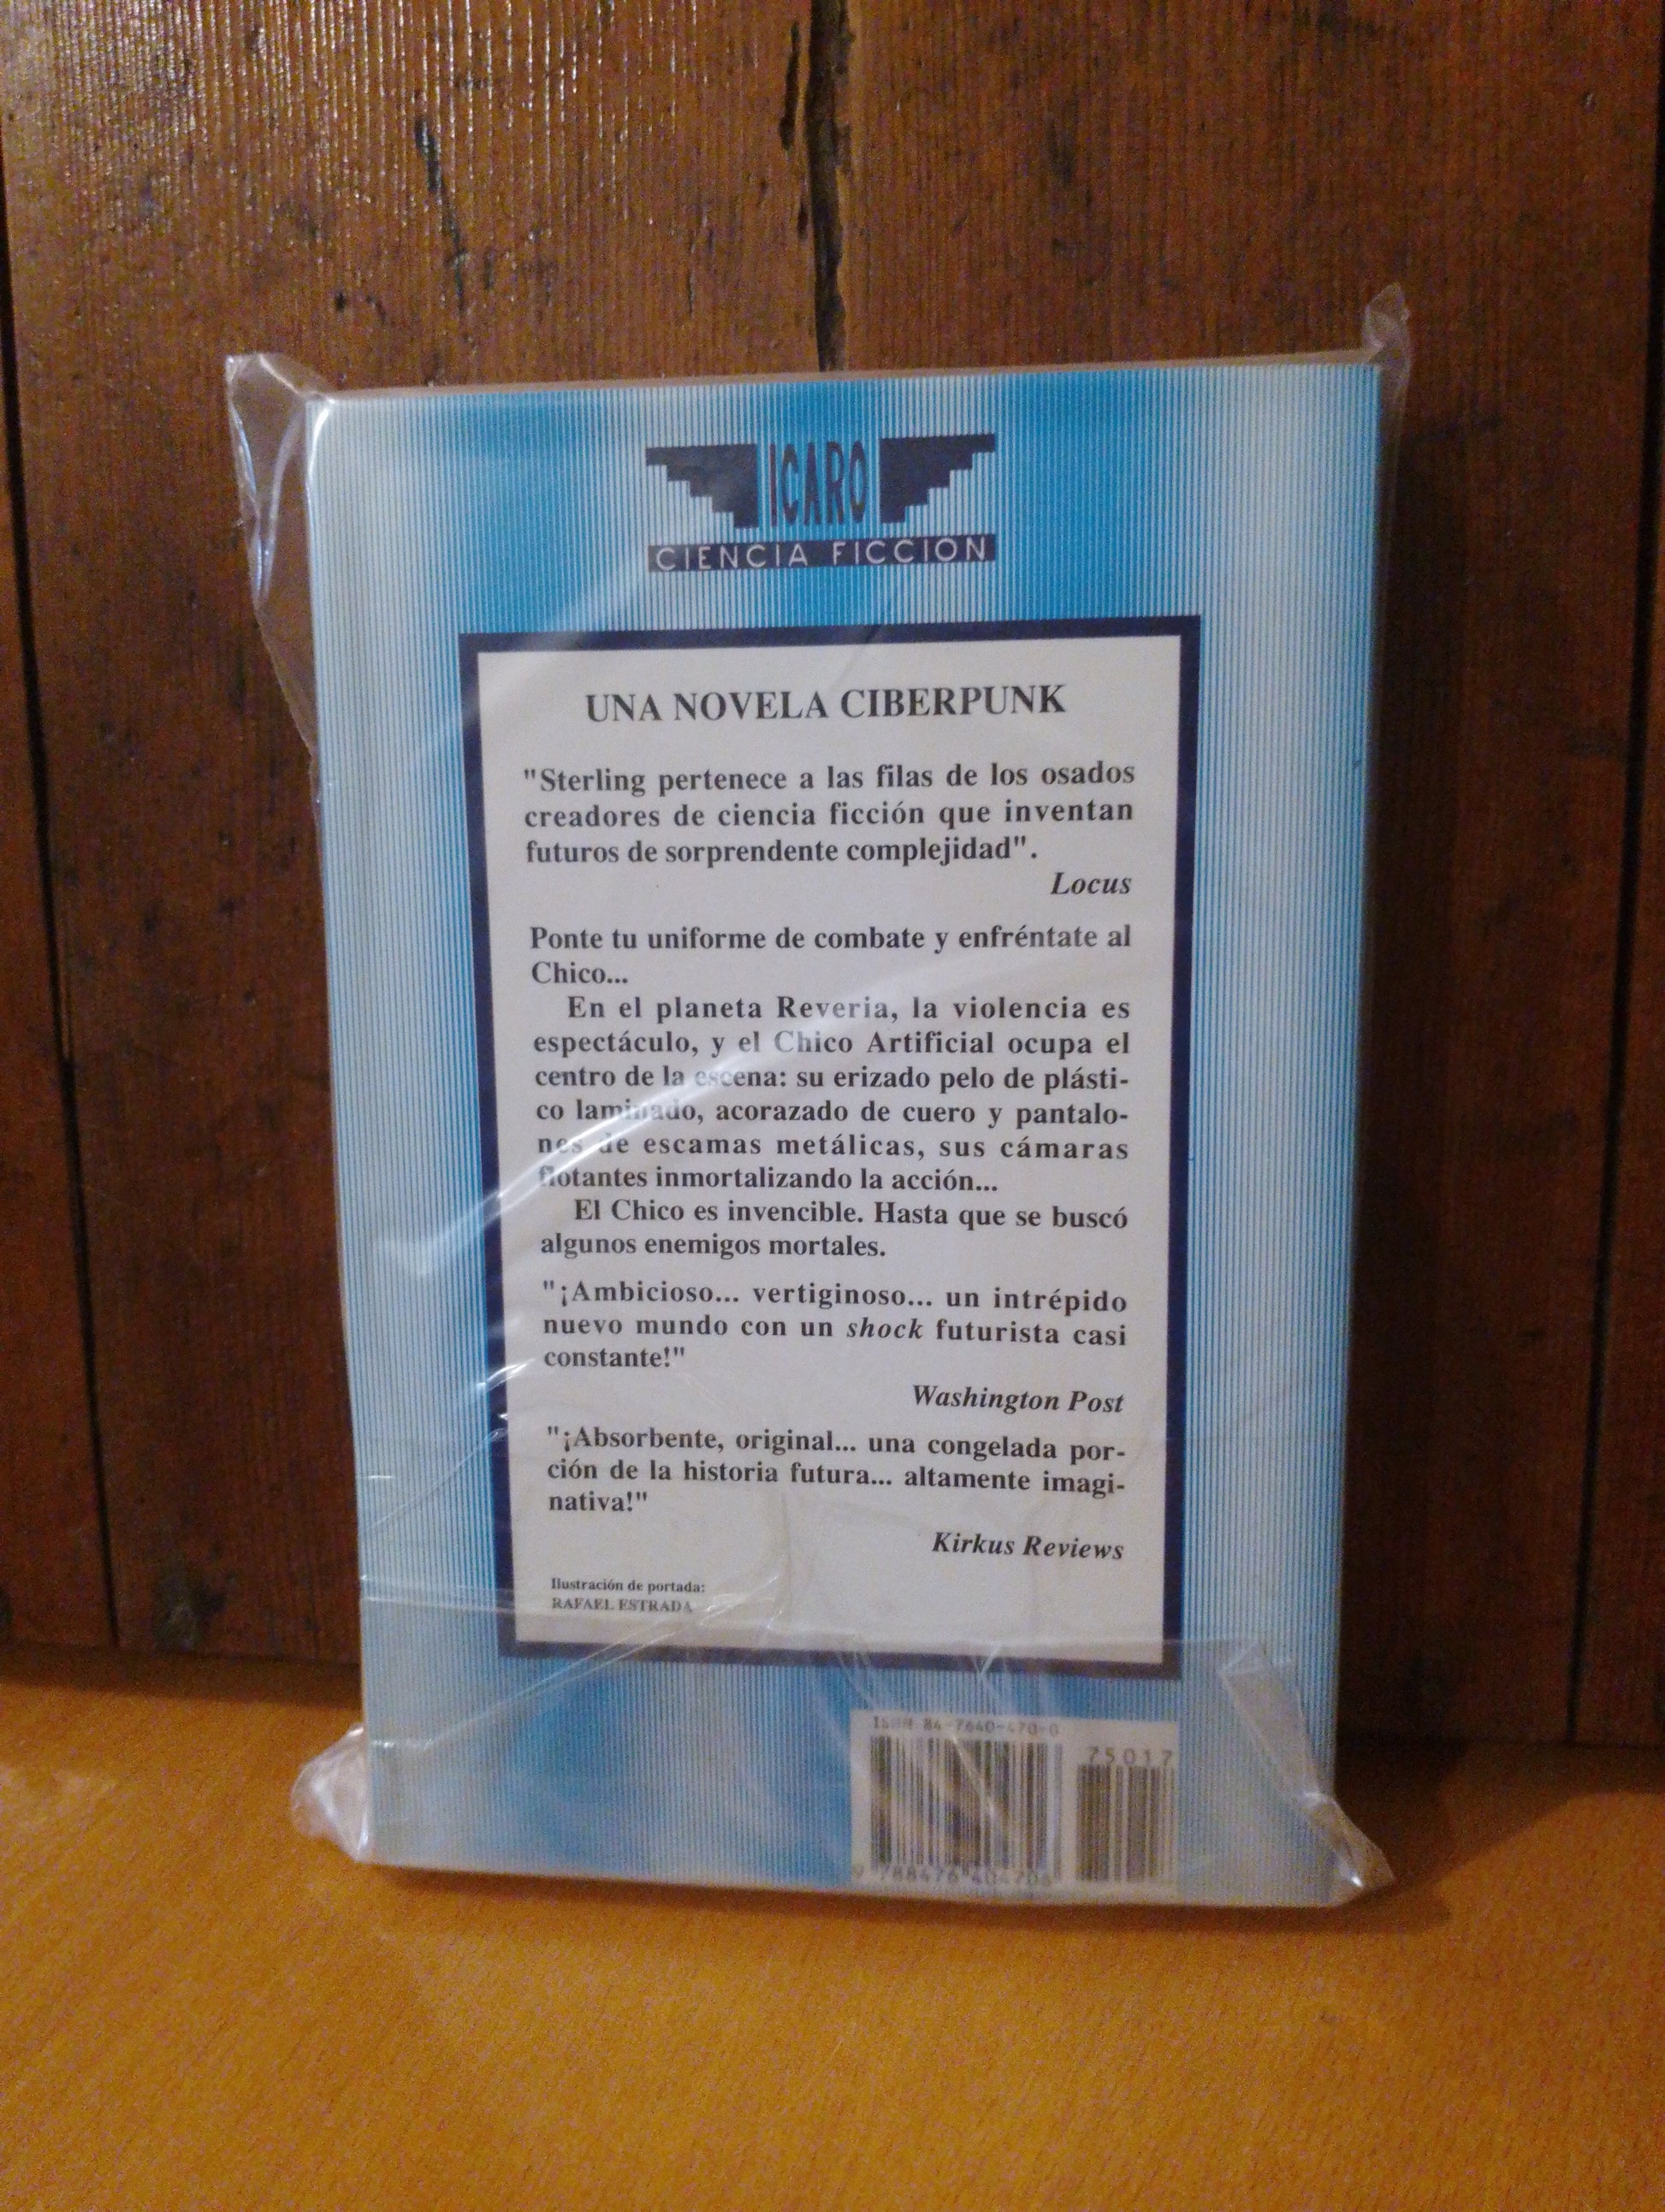 ICARO
CIENCIA FICCION
UNA NOVELA CIBERPUNK
"Sterling pertenece a las filas de los osados
creadores de ciencia ficción que inventan
futuros de sorprendente complejidad".
Locus
Ponte tu uniforme de combate y enfréntate al
Chico...
En el planeta Reveria, la violencia es
espectáculo, y el Chico Artificial ocupa el
centro de la escena: su erizado pelo de plásti-
co laminado, acorazado de cuero y pantalo-
nes de escamas metálicas, sus cámaras
flotantes inmortalizando la acción...
El Chico es invencible. Hasta que se buscó
algunos enemigos mortales.
"¡Ambicioso... vertiginoso... un intrépido
nuevo mundo con un shock futurista casi
constante!"
Washington Post
"¡Absorbente, original... una congelada por-
ción de la historia futura... altamente imagi-
nativa!"
Kirkus Reviews
Ilustración de portada:
RAFAEL ESTRADA
ISBN 84-7640-470-0
75017
9 788476 404706